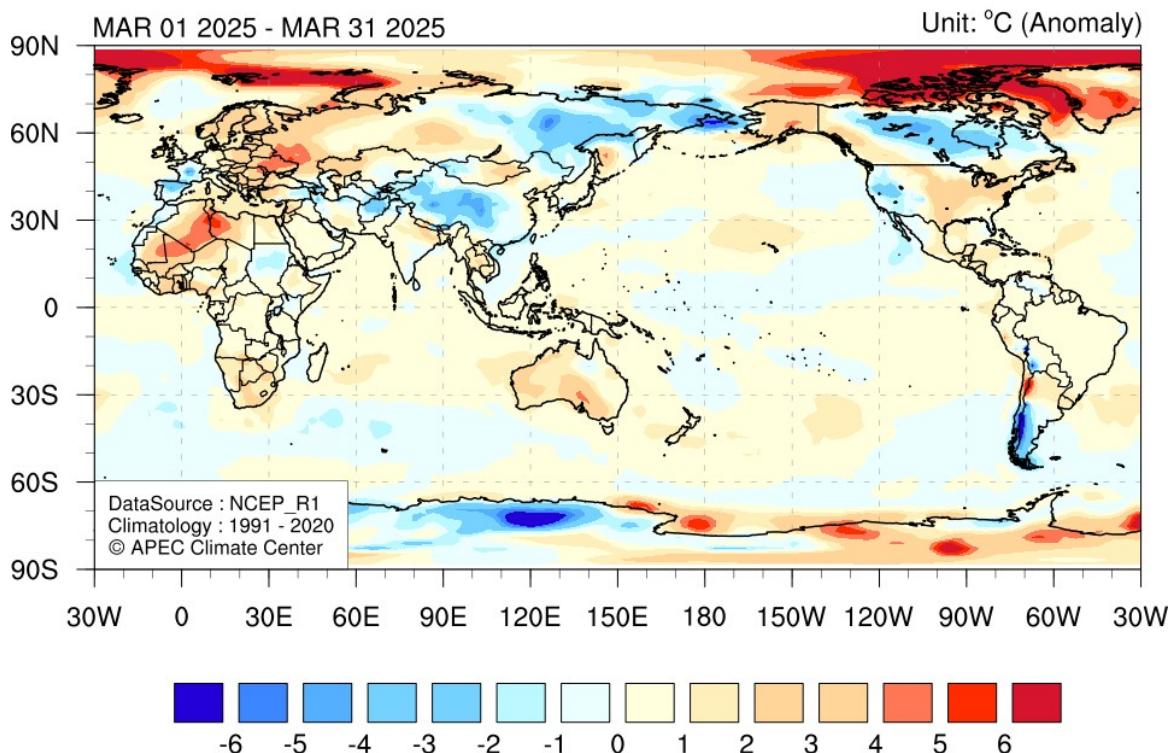 MAR 01 2025 - MAR 31 2025
Unit: °C (Anomaly)
90N
60N
30N
0
30S
60S
90S
DataSource : NCEP_R1
Climatology : 1991 - 2020
© APEC Climate Center
30W 0 30E 60E 90E 120E 150E 180 150W 120W 90W 60W 30W
-6 -5 -4 -3 -2 -1 0 1 2 3 4 5 6